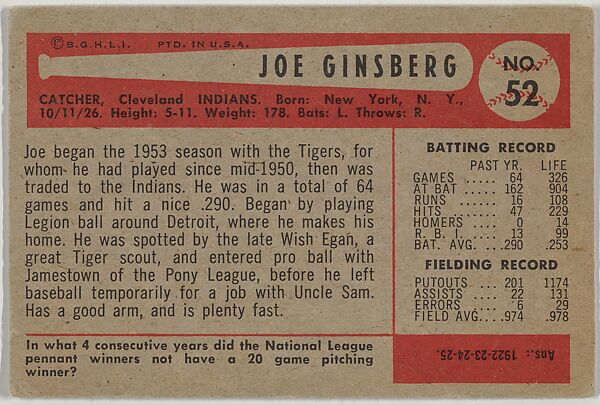 © B.G.H.L.I. PTD. IN U.S.A.
JOE GINSBERG
NO.
52
CATCHER, Cleveland INDIANS. Born: New York, N. Y.,
10/11/26. Height: 5-11. Weight: 178. Bats: L. Throws: R.
Joe began the 1953 season with the Tigers, for
whom he had played since mid-1950, then was
traded to the Indians. He was in a total of 64
games and hit a nice .290. Began by playing
Legion ball around Detroit, where he makes his
home. He was spotted by the late Wish Egan, a
great Tiger scout, and entered pro ball with
Jamestown of the Pony League, before he left
baseball temporarily for a job with Uncle Sam.
Has a good arm, and is plenty fast.
BATTING RECORD
PAST YR. LIFE
GAMES ..... 64 326
AT BAT ..... 162 904
RUNS ..... 16 108
HITS ..... 47 229
HOMERS .... 0 14
R. B. I. ..... 13 99
BAT. AVG. ... .290 .253
FIELDING RECORD
PUTOUTS ... 201 1174
ASSISTS .... 22 131
ERRORS .... 6 29
FIELD AVG. ... .974 .978
In what 4 consecutive years did the National League
pennant winners not have a 20 game pitching
winner?
Ans.: 1922-23-24-25.